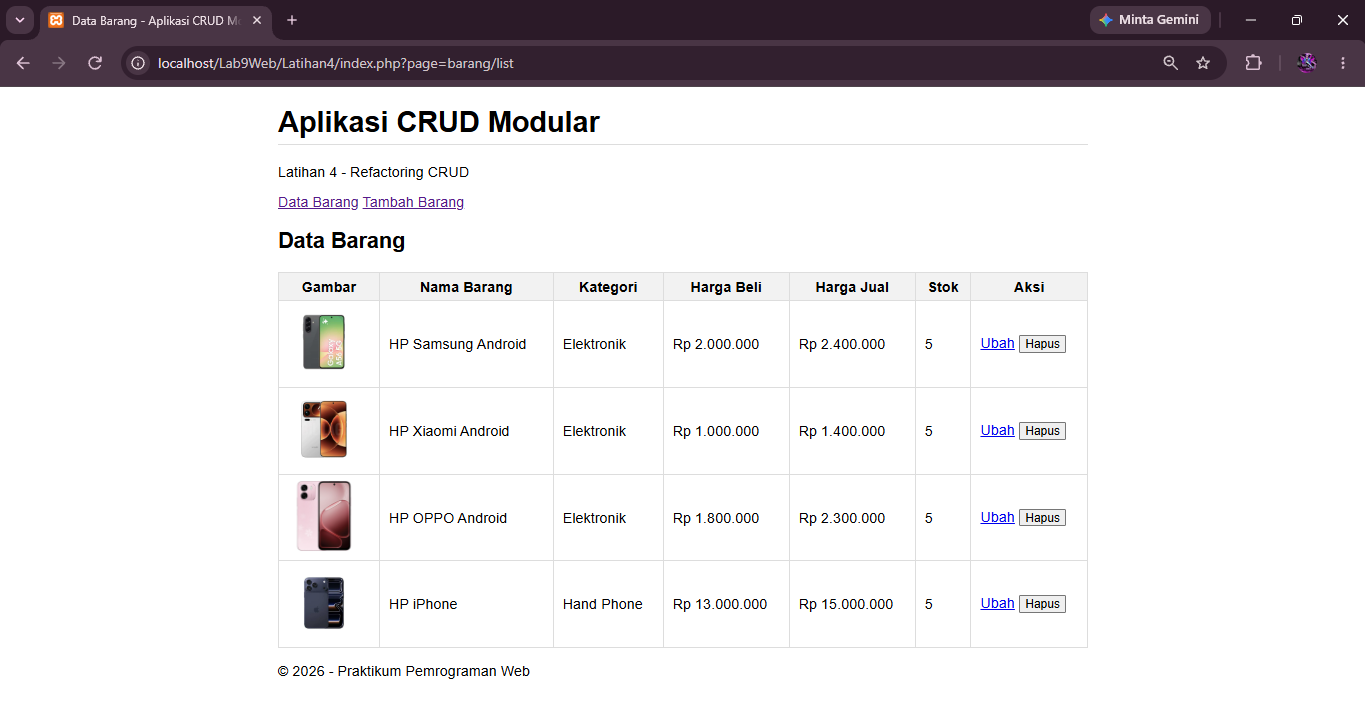 Data Barang - Aplikasi CRUD Mo
Minta Gemini
localhost/Lab9Web/Latihan4/index.php?page=barang/list
Aplikasi CRUD Modular
Latihan 4 - Refactoring CRUD
Data Barang Tambah Barang
Data Barang
Gambar Nama Barang Kategori Harga Beli Harga Jual Stok Aksi
Galaxy A56 5G
HP Samsung Android Elektronik Rp 2.000.000 Rp 2.400.000 5 Ubah Hapus
HP Xiaomi Android Elektronik Rp 1.000.000 Rp 1.400.000 5 Ubah Hapus
HP OPPO Android Elektronik Rp 1.800.000 Rp 2.300.000 5 Ubah Hapus
HP iPhone Hand Phone Rp 13.000.000 Rp 15.000.000 5 Ubah Hapus
© 2026 - Praktikum Pemrograman Web